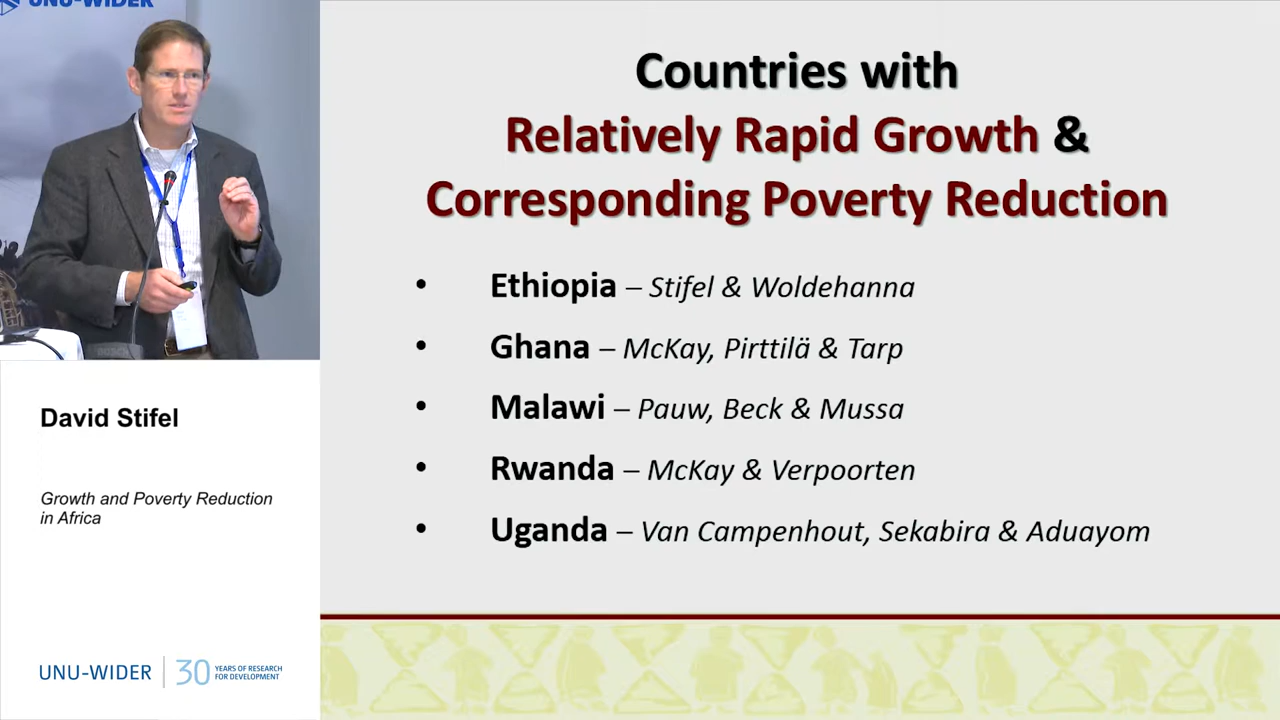 UNU-WIDER
Countries with
Relatively Rapid Growth &
Corresponding Poverty Reduction
• Ethiopia – Stifel & Woldehanna
• Ghana – McKay, Pirttilä & Tarp
• Malawi – Pauw, Beck & Mussa
• Rwanda – McKay & Verpoorten
• Uganda – Van Campenhout, Sekabira & Aduayom
David Stifel
Growth and Poverty Reduction
in Africa
UNU-WIDER
30 YEARS OF RESEARCH
FOR DEVELOPMENT